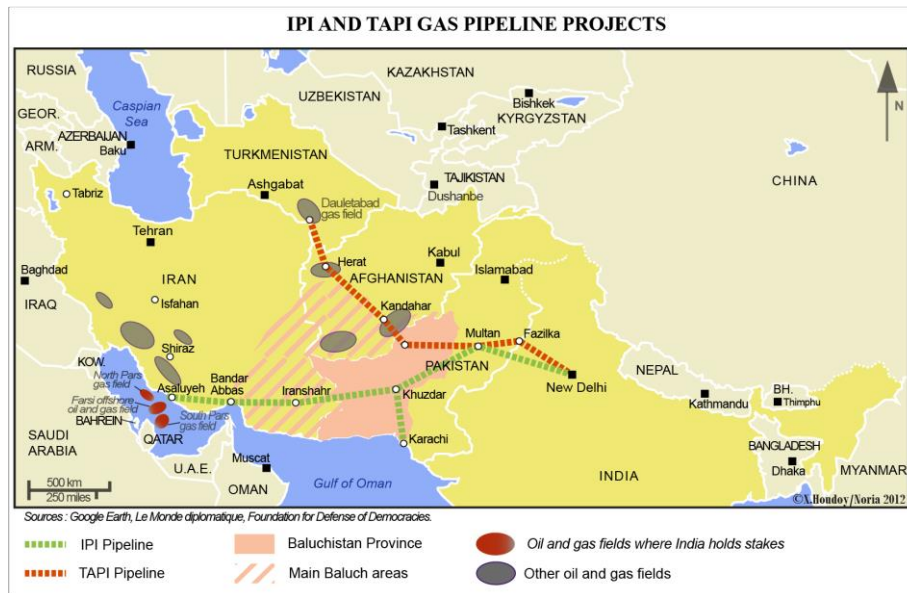 IPI AND TAPI GAS PIPELINE PROJECTS
RUSSIA
KAZAKHSTAN
UZBEKISTAN
Bishkek
KYRGYZSTAN
N
Caspian
Sea
GEOR.
AZERBAIJAN
ARM.
Baku
Tashkent
TURKMENISTAN
TAJIKISTAN
Dushanbe
CHINA
Tabriz
Ashgabat
Dauletabad
gas field
Tehran
Kabul
Herat
Islamabad
Baghdad
IRAN
AFGHANISTAN
IRAQ
Isfahan
Kandahar
Multan
Fazilka
Shiraz
KOW.
PAKISTAN
NEPAL
North Pars
gas field
Asaluyeh
Bandar
Abbas
Iranshahr
New Delhi
BH.
Farsi offshore
oil and gas field
Khuzdar
Kathmandu
Thimphu
BAHREIN
South Pars
gas field
SAUDI
ARABIA
QATAR
Karachi
BANGLADESH
U.A.E.
Muscat
Dhaka
MYANMAR
500 km
250 miles
OMAN
Gulf of Oman
INDIA
©X.Houdoy/Noria 2012
Sources : Google Earth, Le Monde diplomatique, Foundation for Defense of Democracies.
IPI Pipeline
Baluchistan Province
Oil and gas fields where India holds stakes
TAPI Pipeline
Main Baluch areas
Other oil and gas fields